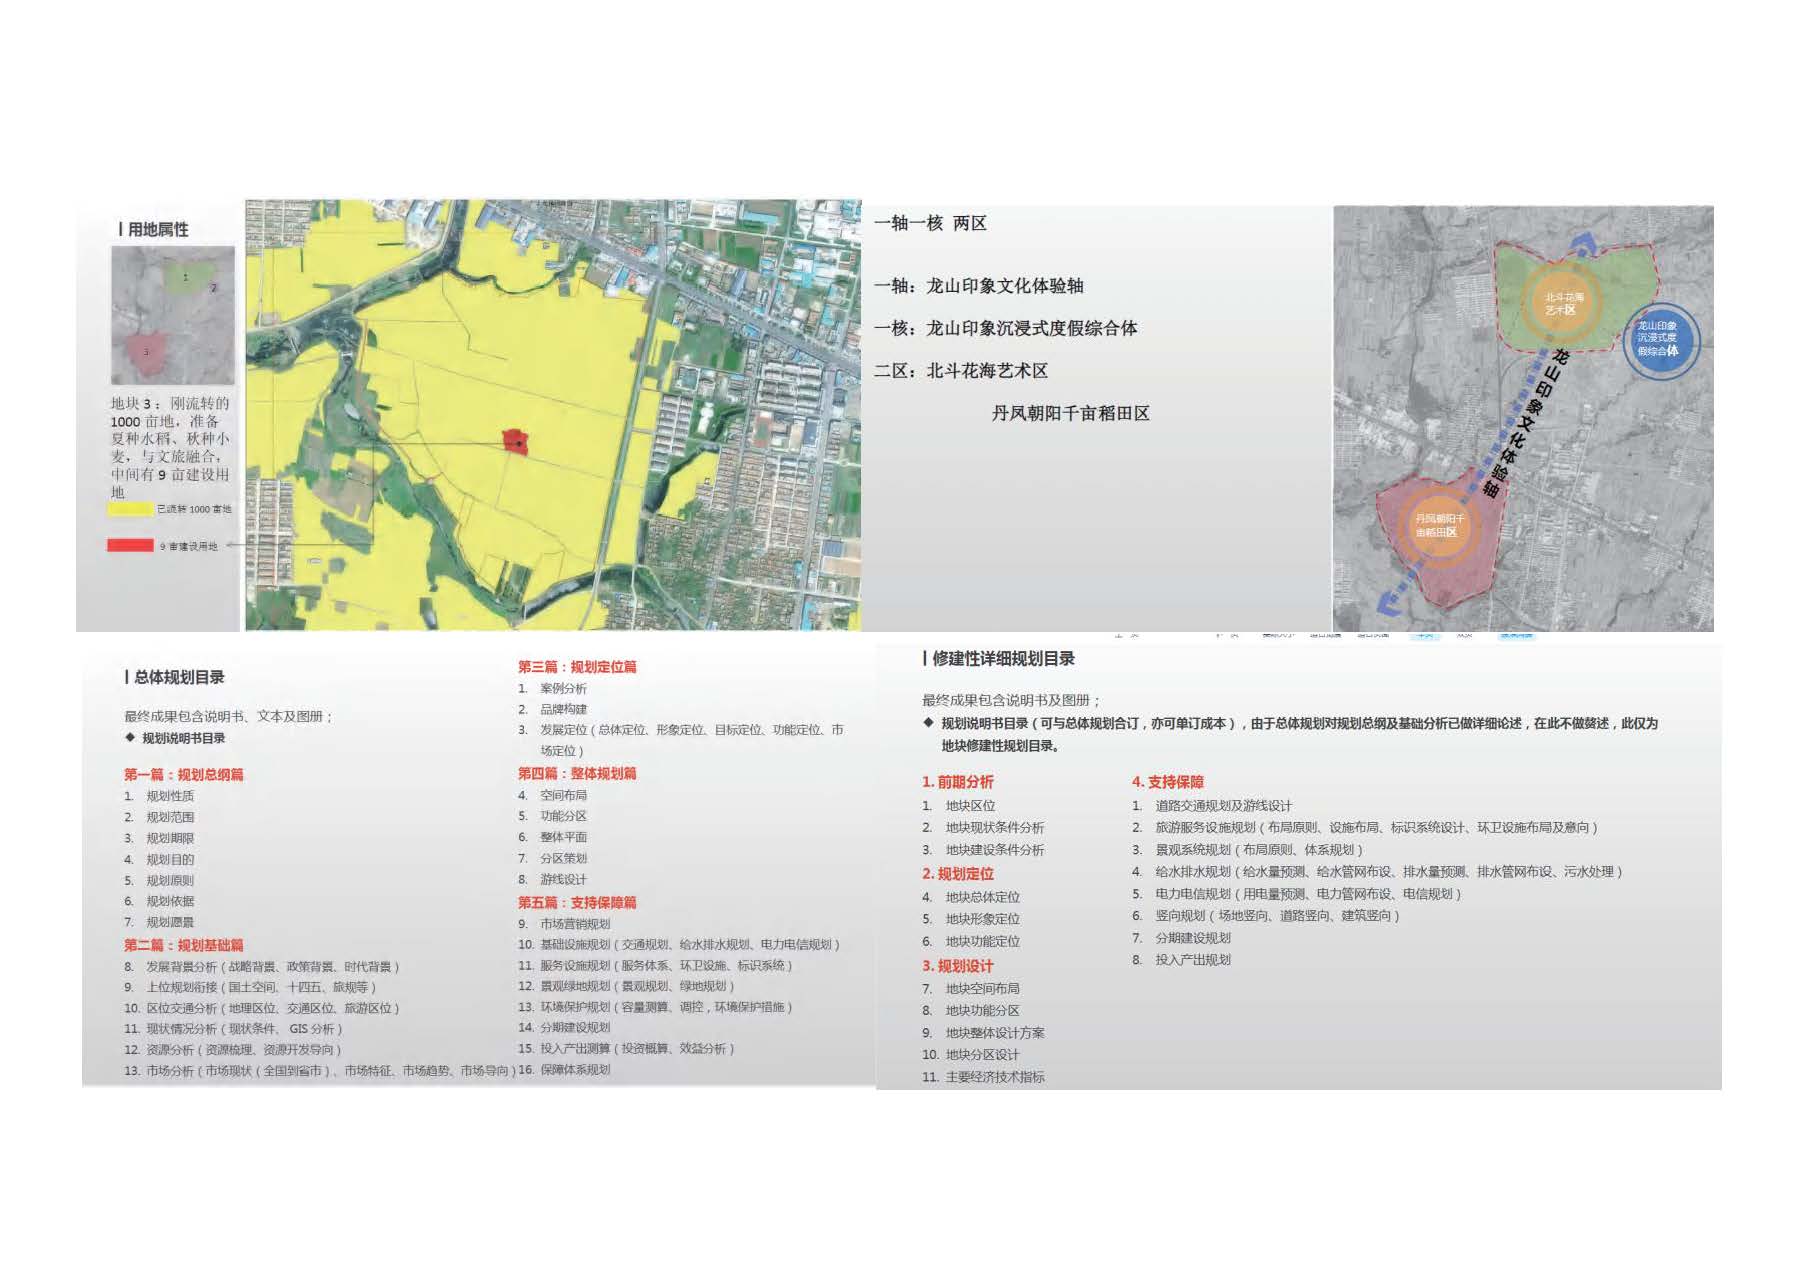 用地属性
1
2
3
地块 3：刚流转的
1000 亩地，准备
夏种水稻、秋种小
麦，与文旅融合，
中间有 9 亩建设用
地
已流转 1000 亩地
9 亩建设用地
一轴一核 两区
一轴：龙山印象文化体验轴
一核：龙山印象沉浸式度假综合体
二区：北斗花海艺术区
丹凤朝阳千亩稻田区
北斗花海
艺术区
龙山印象
沉浸式度
假综合体
龙山印象文化体验轴
丹凤朝阳千
亩稻田区
总体规划目录
最终成果包含说明书、文本及图册；
◆ 规划说明书目录
第一篇：规划总纲篇
1. 规划性质
2. 规划范围
3. 规划期限
4. 规划目的
5. 规划原则
6. 规划依据
7. 规划愿景
第二篇：规划基础篇
8. 发展背景分析（战略背景、政策背景、时代背景）
9. 上位规划衔接（国土空间、十四五、旅规等）
10. 区位交通分析（地理区位、交通区位、旅游区位）
11. 现状情况分析（现状条件、 GIS 分析）
12. 资源分析（资源梳理、资源开发导向）
13. 市场分析（市场现状（全国到省市）、市场特征、市场趋势、市场导向）
第三篇：规划定位篇
1. 案例分析
2. 品牌构建
3. 发展定位（总体定位、形象定位、目标定位、功能定位、市
场定位）
第四篇：整体规划篇
4. 空间布局
5. 功能分区
6. 整体平面
7. 分区策划
8. 游线设计
第五篇：支持保障篇
9. 市场营销规划
10. 基础设施规划（交通规划、给水排水规划、电力电信规划）
11. 服务设施规划（服务体系、环卫设施、标识系统）
12. 景观绿地规划（景观规划、绿地规划）
13. 环境保护规划（容量测算、调控，环境保护措施）
14. 分期建设规划
15. 投入产出测算（投资概算、效益分析）
16. 保障体系规划
修建性详细规划目录
最终成果包含说明书及图册；
◆ 规划说明书目录（可与总体规划合订，亦可单订成本），由于总体规划对规划总纲及基础分析已做详细论述，在此不做赘述，此仅为
地块修建性规划目录。
1. 前期分析
1. 地块区位
2. 地块现状条件分析
3. 地块建设条件分析
2. 规划定位
4. 地块总体定位
5. 地块形象定位
6. 地块功能定位
3. 规划设计
7. 地块空间布局
8. 地块功能分区
9. 地块整体设计方案
10. 地块分区设计
11. 主要经济技术指标
4. 支持保障
1. 道路交通规划及游线设计
2. 旅游服务设施规划（布局原则、设施布局、标识系统设计、环卫设施布局及意向）
3. 景观系统规划（布局原则、体系规划）
4. 给水排水规划（给水量预测、给水管网布设、排水量预测、排水管网布设、污水处理）
5. 电力电信规划（用电量预测、电力管网布设、电信规划）
6. 竖向规划（场地竖向、道路竖向、建筑竖向）
7. 分期建设规划
8. 投入产出规划